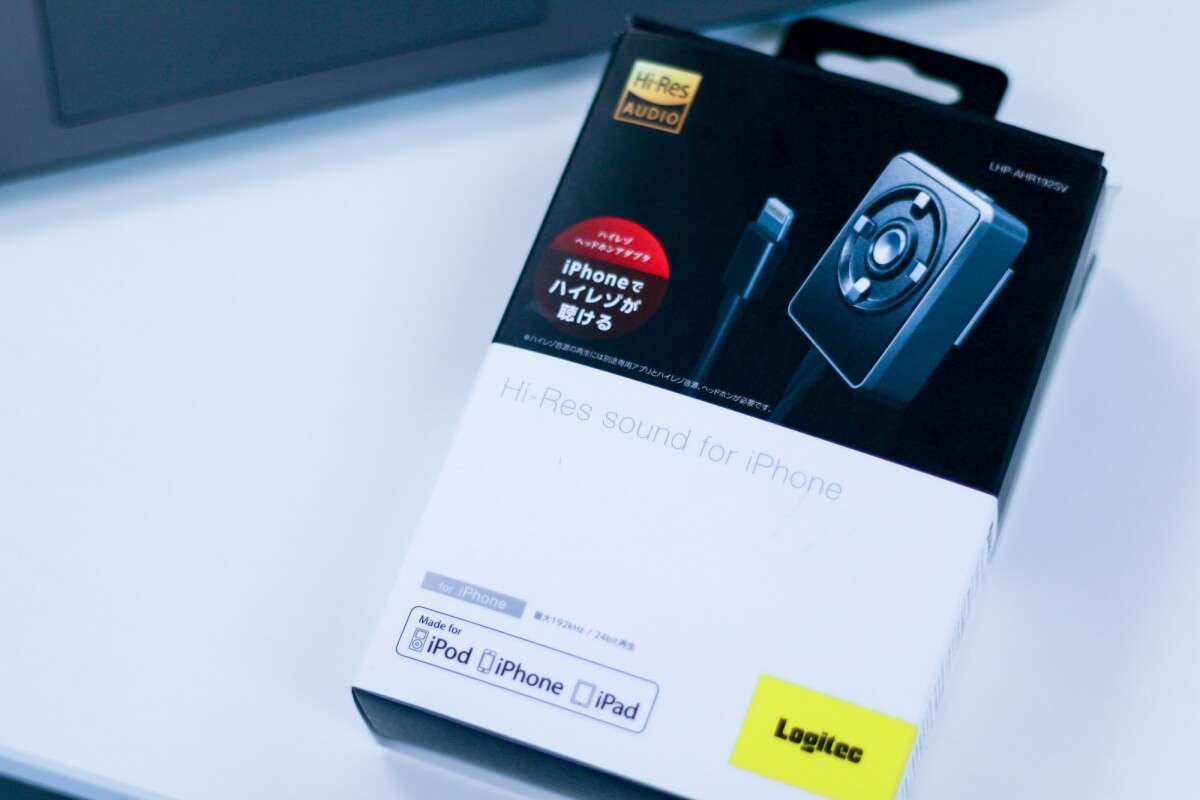 Hi-Res
AUDIO
LHP-AHR192SV
ハイレゾ
ヘッドホンアダプタ
iPhoneで
ハイレゾが
聴ける
※ハイレゾ音源の再生には別途専用アプリとハイレゾ音源、ヘッドホンが必要です。
Hi-Res sound for iPhone
for iPhone
最大192kHz / 24bit再生
Made for
iPod iPhone iPad
Logitec